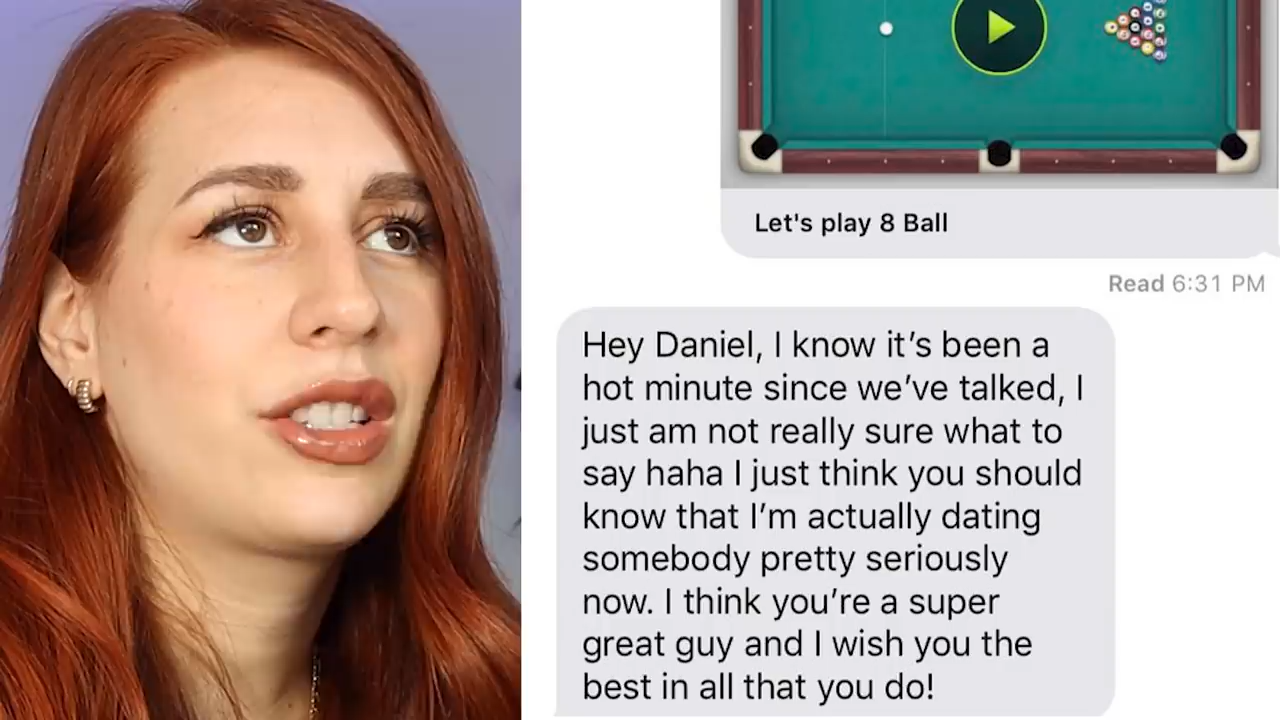 Let's play 8 Ball
Read 6:31 PM
Hey Daniel, I know it’s been a
hot minute since we’ve talked, I
just am not really sure what to
say haha I just think you should
know that I’m actually dating
somebody pretty seriously
now. I think you’re a super
great guy and I wish you the
best in all that you do!